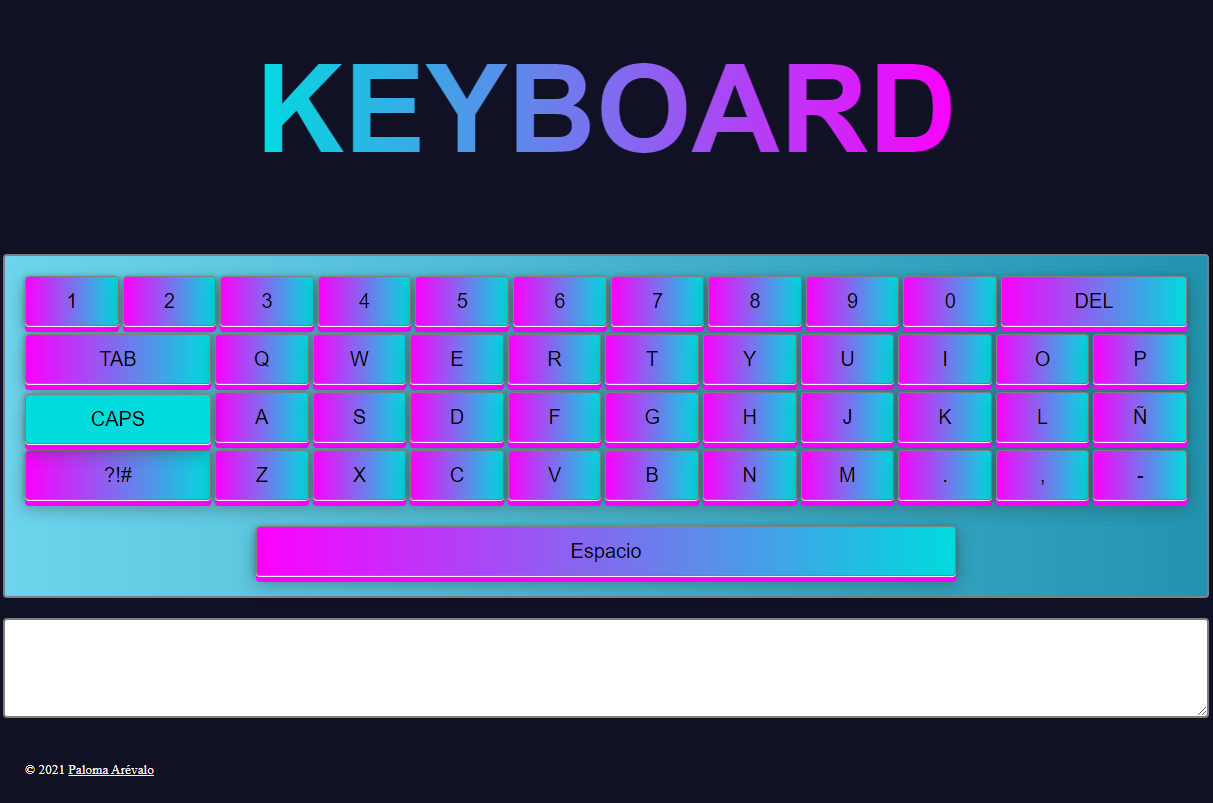 KEYBOARD
1 2 3 4 5 6 7 8 9 0 DEL
TAB Q W E R T Y U I O P
CAPS A S D F G H J K L Ñ
?!# Z X C V B N M . , -
Espacio
© 2021 Paloma Arévalo